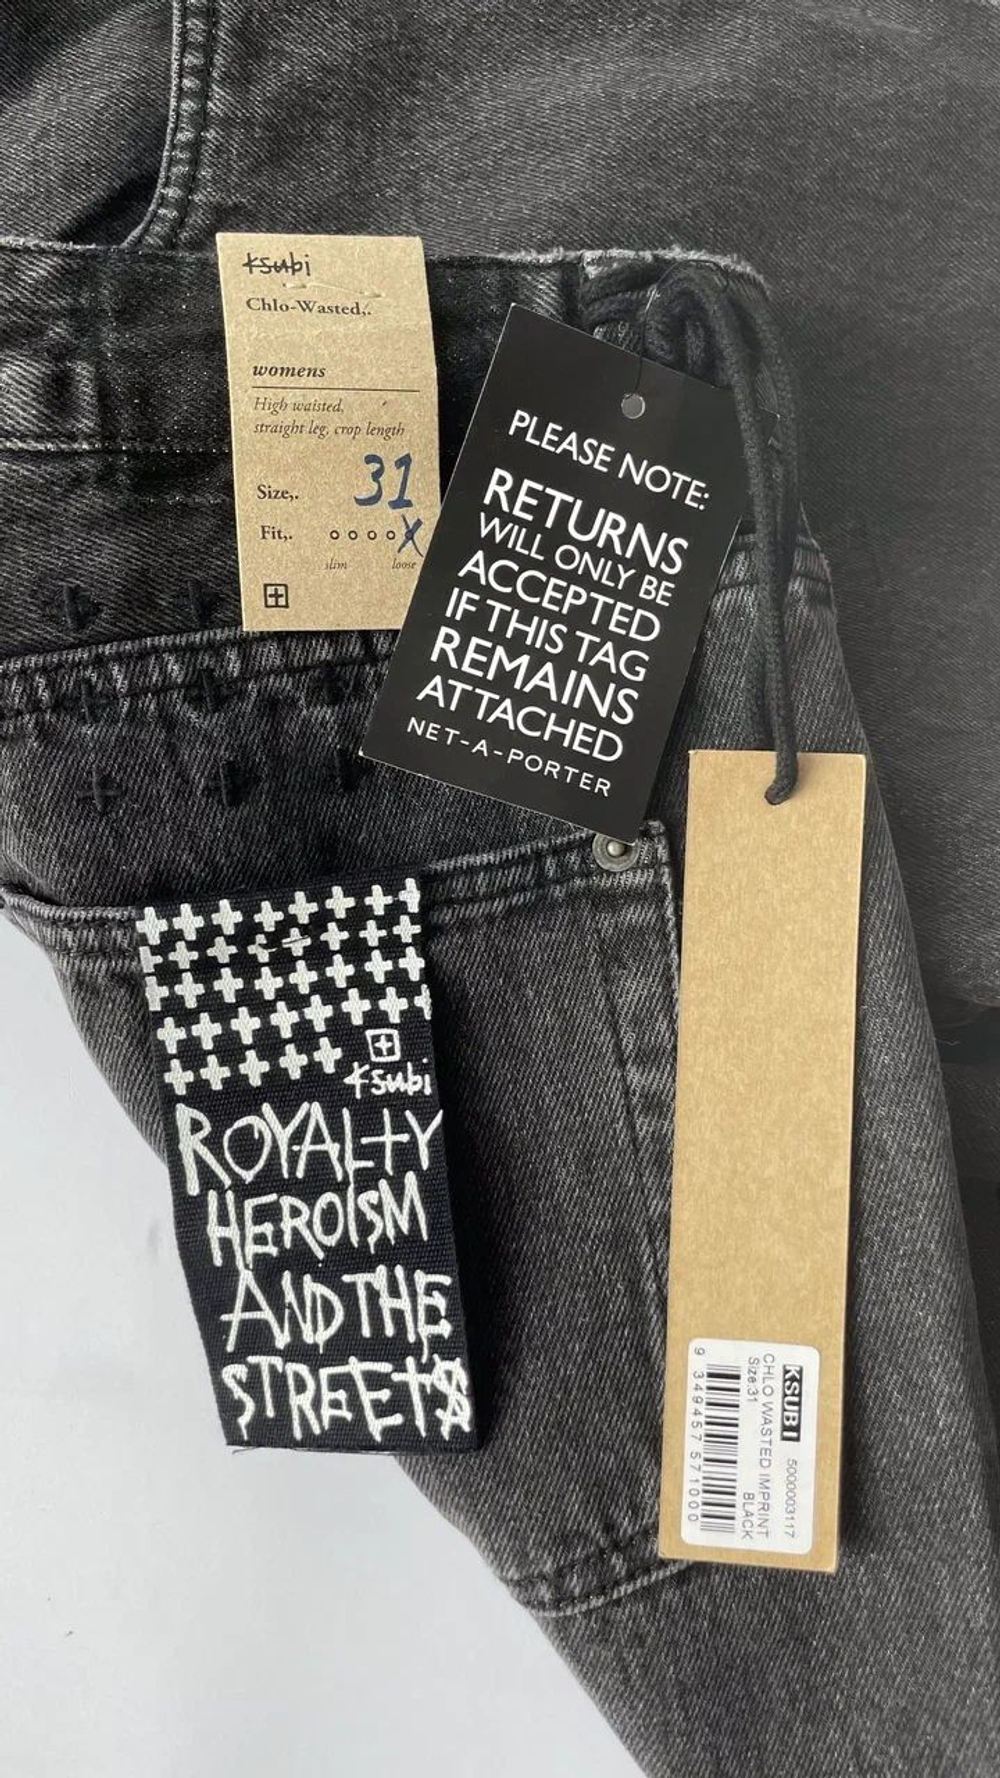 ksubi
Chlo-Wasted,.
womens
High waisted,
straight leg, crop length
Size,. 31
Fit,. X
slim loose
PLEASE NOTE:
RETURNS
WILL ONLY BE
ACCEPTED
IF THIS TAG
REMAINS
ATTACHED
NET-A-PORTER
ksubi
ROYALTY
HEROISM
AND THE
STREET$
KSUBI 5000003117
CHLO WASTED IMPRINT
Size:31 BLACK
9 349457 571000